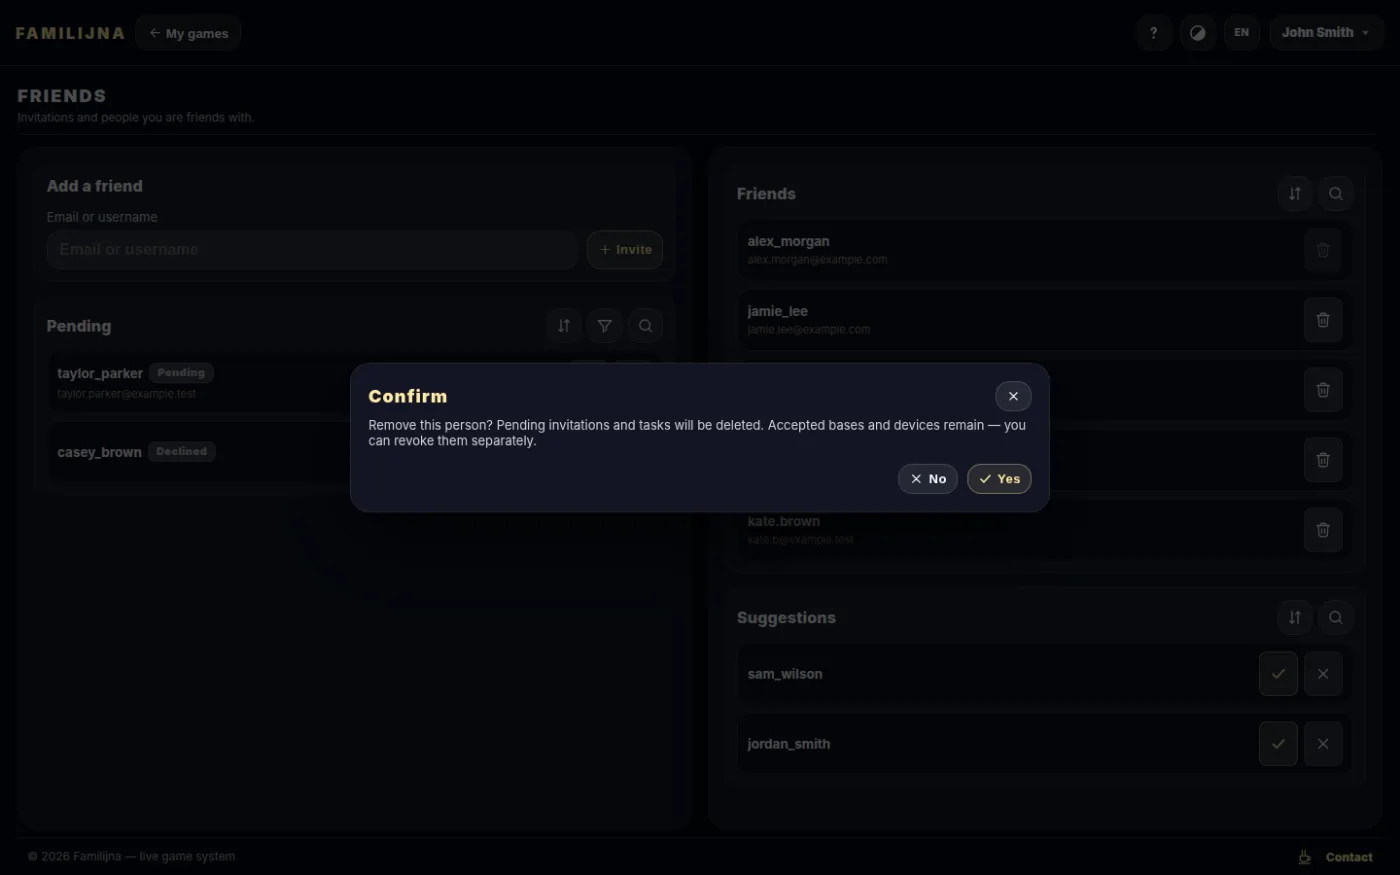 FAMILIJNA
← My games
?
EN
John Smith
FRIENDS
Invitations and people you are friends with.
Add a friend
Email or username
Email or username
+ Invite
Pending
taylor_parker Pending
taylor.parker@example.test
casey_brown Declined
Friends
alex_morgan
alex.morgan@example.com
jamie_lee
jamie.lee@example.com
kate.brown
kate.b@example.test
Suggestions
sam_wilson
jordan_smith
Confirm
Remove this person? Pending invitations and tasks will be deleted. Accepted bases and devices remain — you
can revoke them separately.
No
Yes
© 2026 Familijna — live game system
Contact